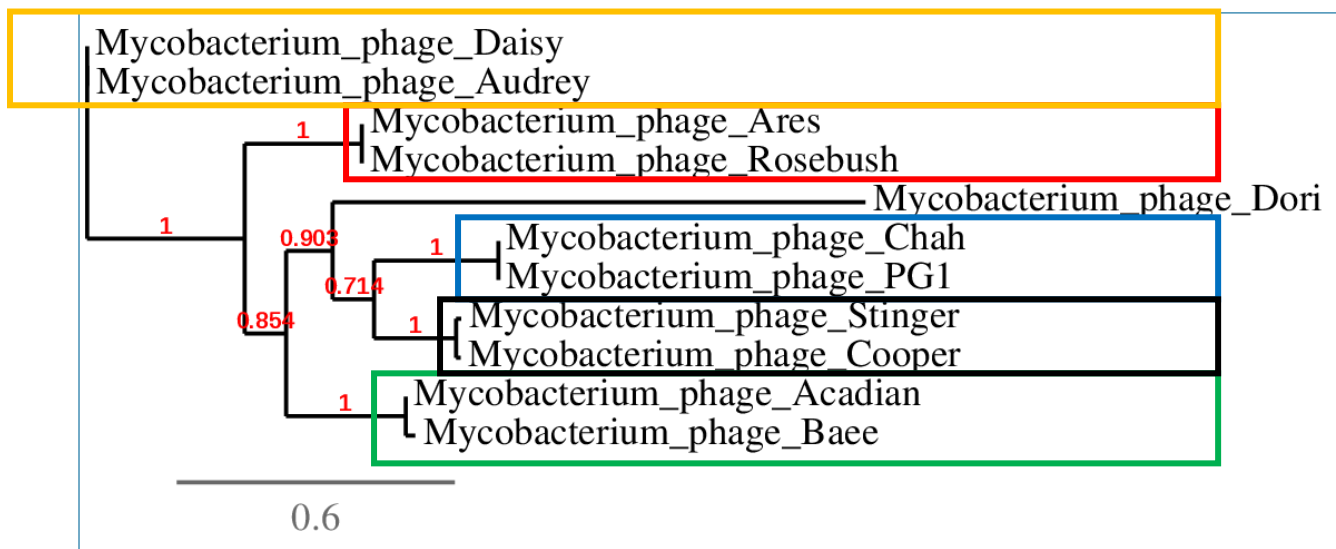 Mycobacterium_phage_Daisy
Mycobacterium_phage_Audrey
1
Mycobacterium_phage_Ares
Mycobacterium_phage_Rosebush
Mycobacterium_phage_Dori
1
0.903
1
Mycobacterium_phage_Chah
Mycobacterium_phage_PG1
0.714
0.854
1
Mycobacterium_phage_Stinger
Mycobacterium_phage_Cooper
1
Mycobacterium_phage_Acadian
Mycobacterium_phage_Baee
0.6